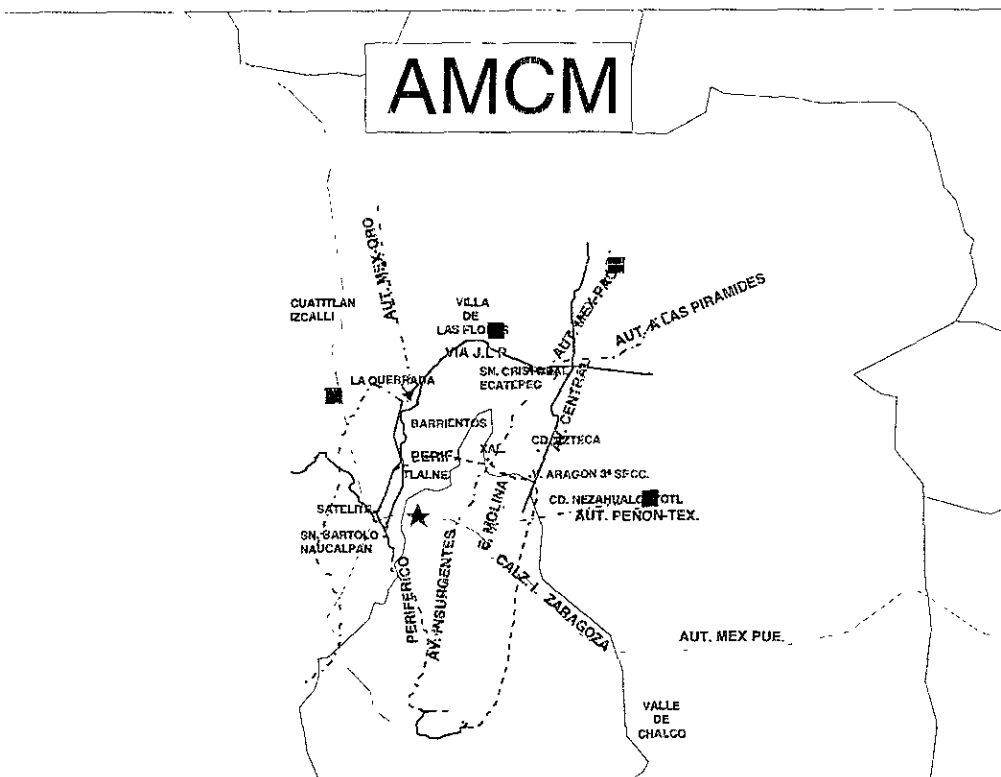 AMCM
AUT. MEX-QRO
CUATITLAN
IZCALLI
VILLA
DE
LAS FLORES
VIA J.L.P.
AUT. MEX-PAC
AUT. A LAS PIRAMIDES
LA QUEBRADA
SN. CRISTOBAL
ECATEPEC
AV. CENTRAL
BARRIENTOS
CD. AZTECA
PERIF
XAL
TLALNE
V. ARAGON 3ª SECC.
CD. NEZAHUALCOYOTL
AUT. PEÑON-TEX.
SATELITE
SN. BARTOLO
NAUCALPAN
E. MOLINA
AV. INSURGENTES
PERIFERICO
CALZ. I. ZARAGOZA
AUT. MEX PUE.
VALLE
DE
CHALCO